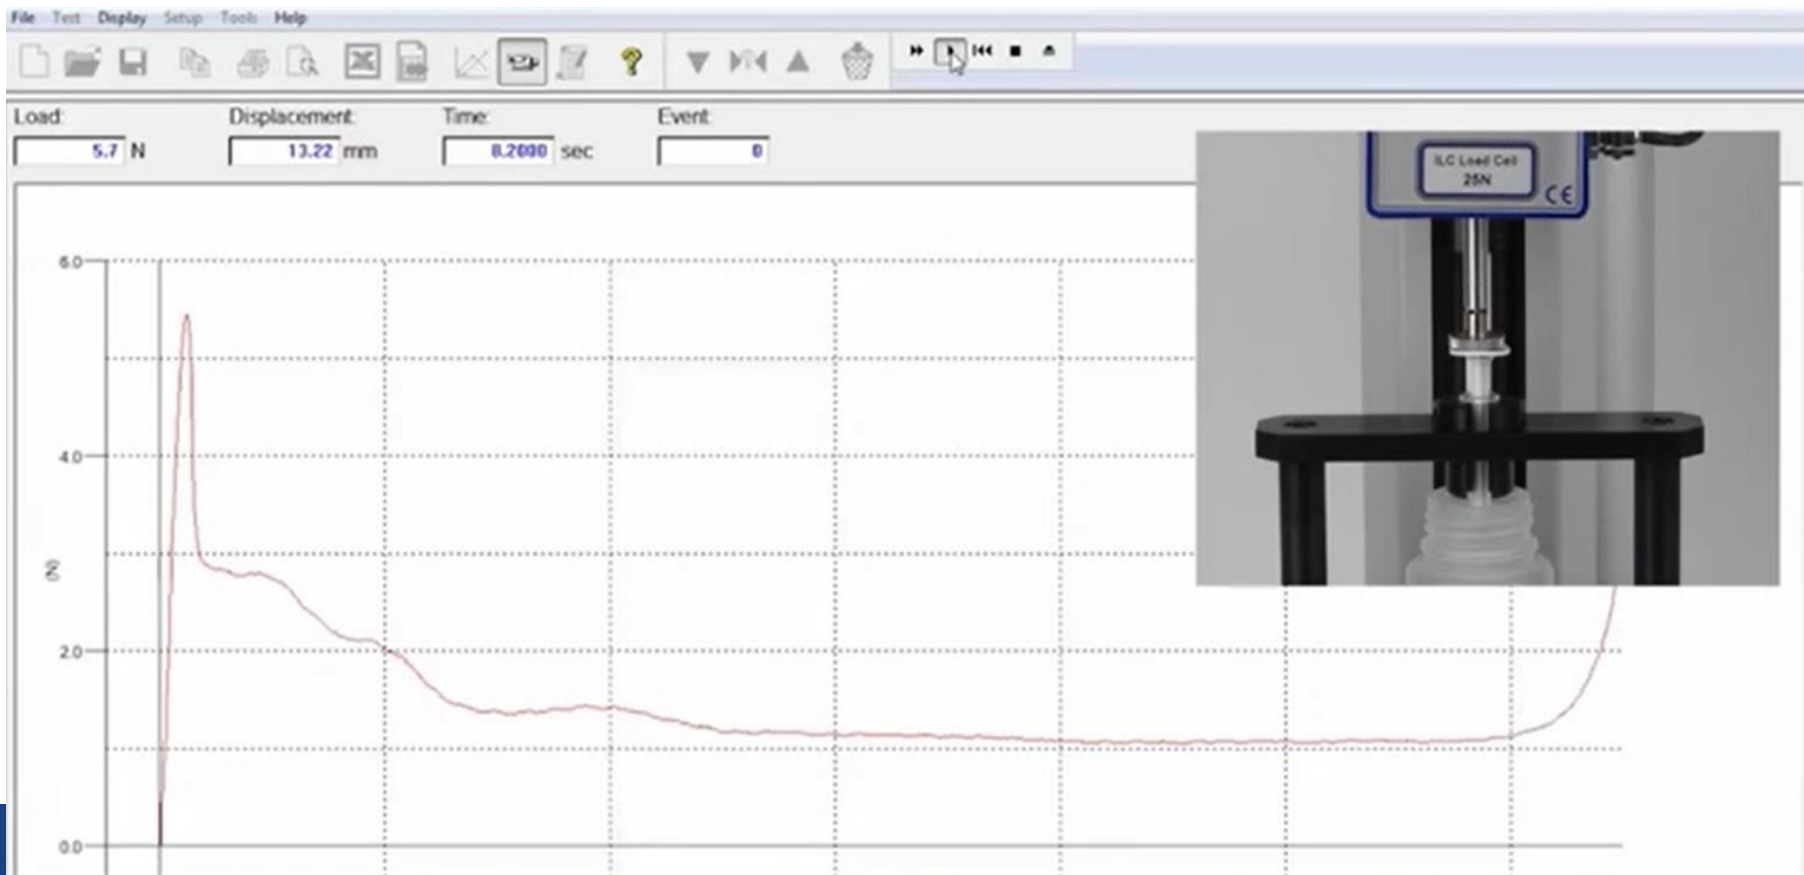 File Test Display Setup Tools Help
Load: Displacement: Time: Event:
5.7 N 13.22 mm 8.2000 sec 0
ILC Load Cell
25N
CE
6.0
4.0
(N)
2.0
0.0